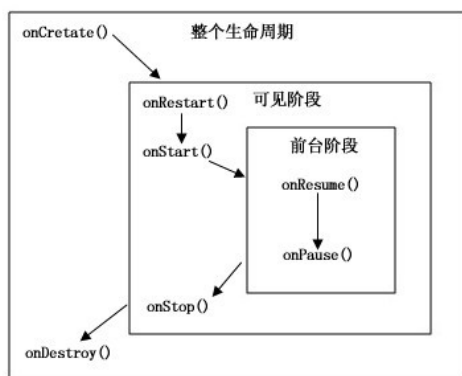 整个生命周期
onCretate()
可见阶段
onRestart()
onStart()
前台阶段
onResume()
onPause()
onStop()
onDestroy()